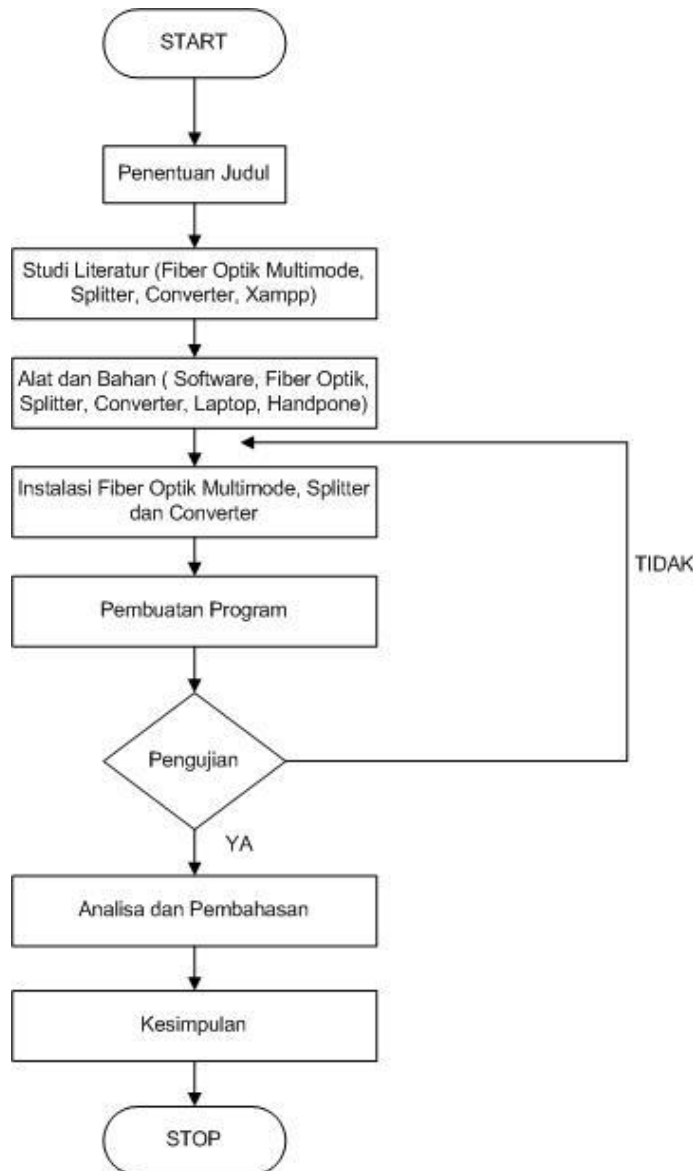 START
Penentuan Judul
Studi Literatur (Fiber Optik Multimode,
Splitter, Converter, Xampp)
Alat dan Bahan ( Software, Fiber Optik,
Splitter, Converter, Laptop, Handpone)
Instalasi Fiber Optik Multimode, Splitter
dan Converter
TIDAK
Pembuatan Program
Pengujian
YA
Analisa dan Pembahasan
Kesimpulan
STOP